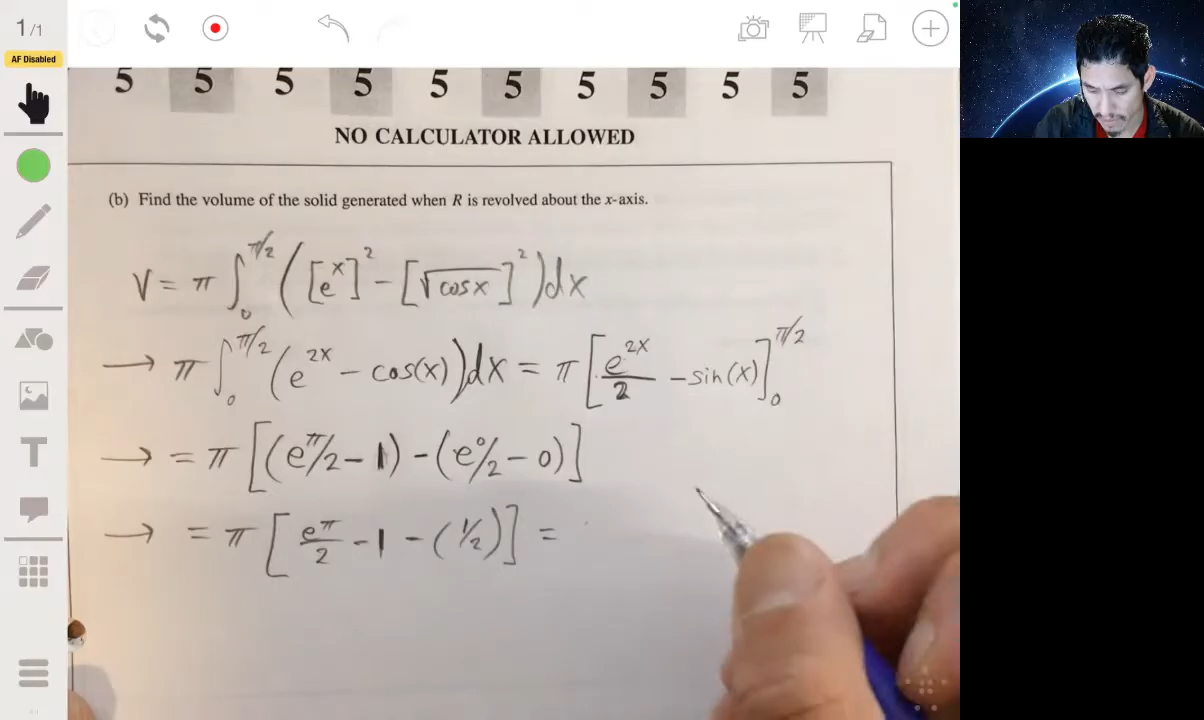 1/1
AF Disabled
5 5 5 5 5 5 5 5 5 5
NO CALCULATOR ALLOWED
(b) Find the volume of the solid generated when R is revolved about the x-axis.
V = π ∫₀^(π/2) ([e^x]² - [√cosx]²)dx
→ π ∫₀^(π/2) (e^(2x) - cos(x))dx = π [e^(2x)/2 - sin(x)]₀^(π/2)
→ = π [(e^π/2 - 1) - (e^0/2 - 0)]
→ = π [e^π/2 - 1 - (1/2)] =
T